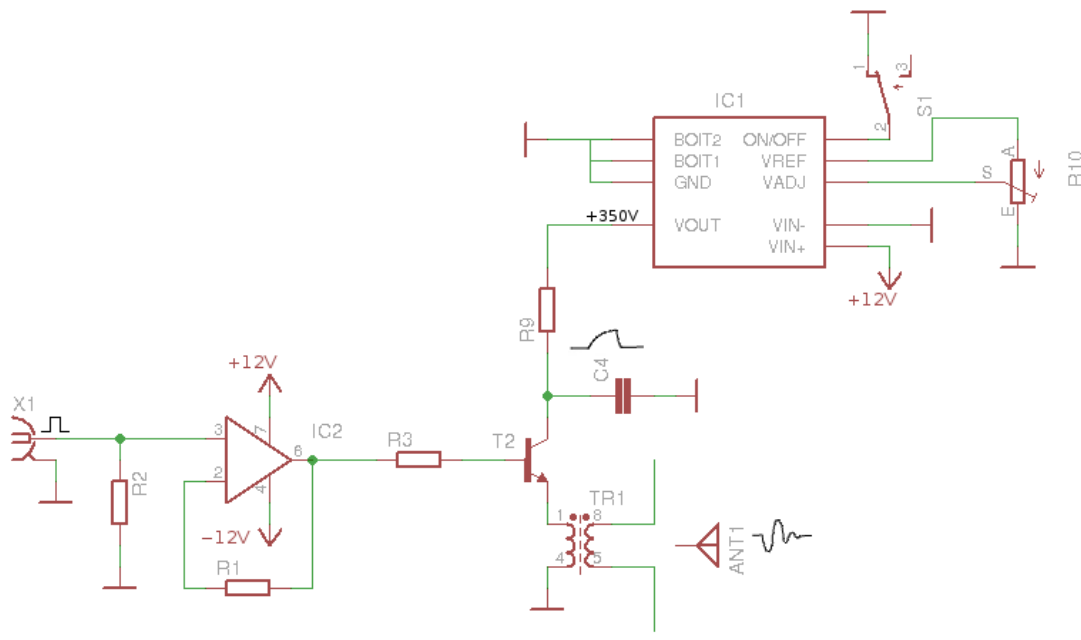 1
3
S1
2
IC1
BOIT2 ON/OFF
BOIT1 VREF
GND VADJ
VOUT VIN-
VIN+
+350V
+12V
A
S
E
R10
R9
C4
X1
+12V
3
7
IC2
6
2
4
-12V
R2
R1
R3
T2
TR1
1 8
4 5
ANT1